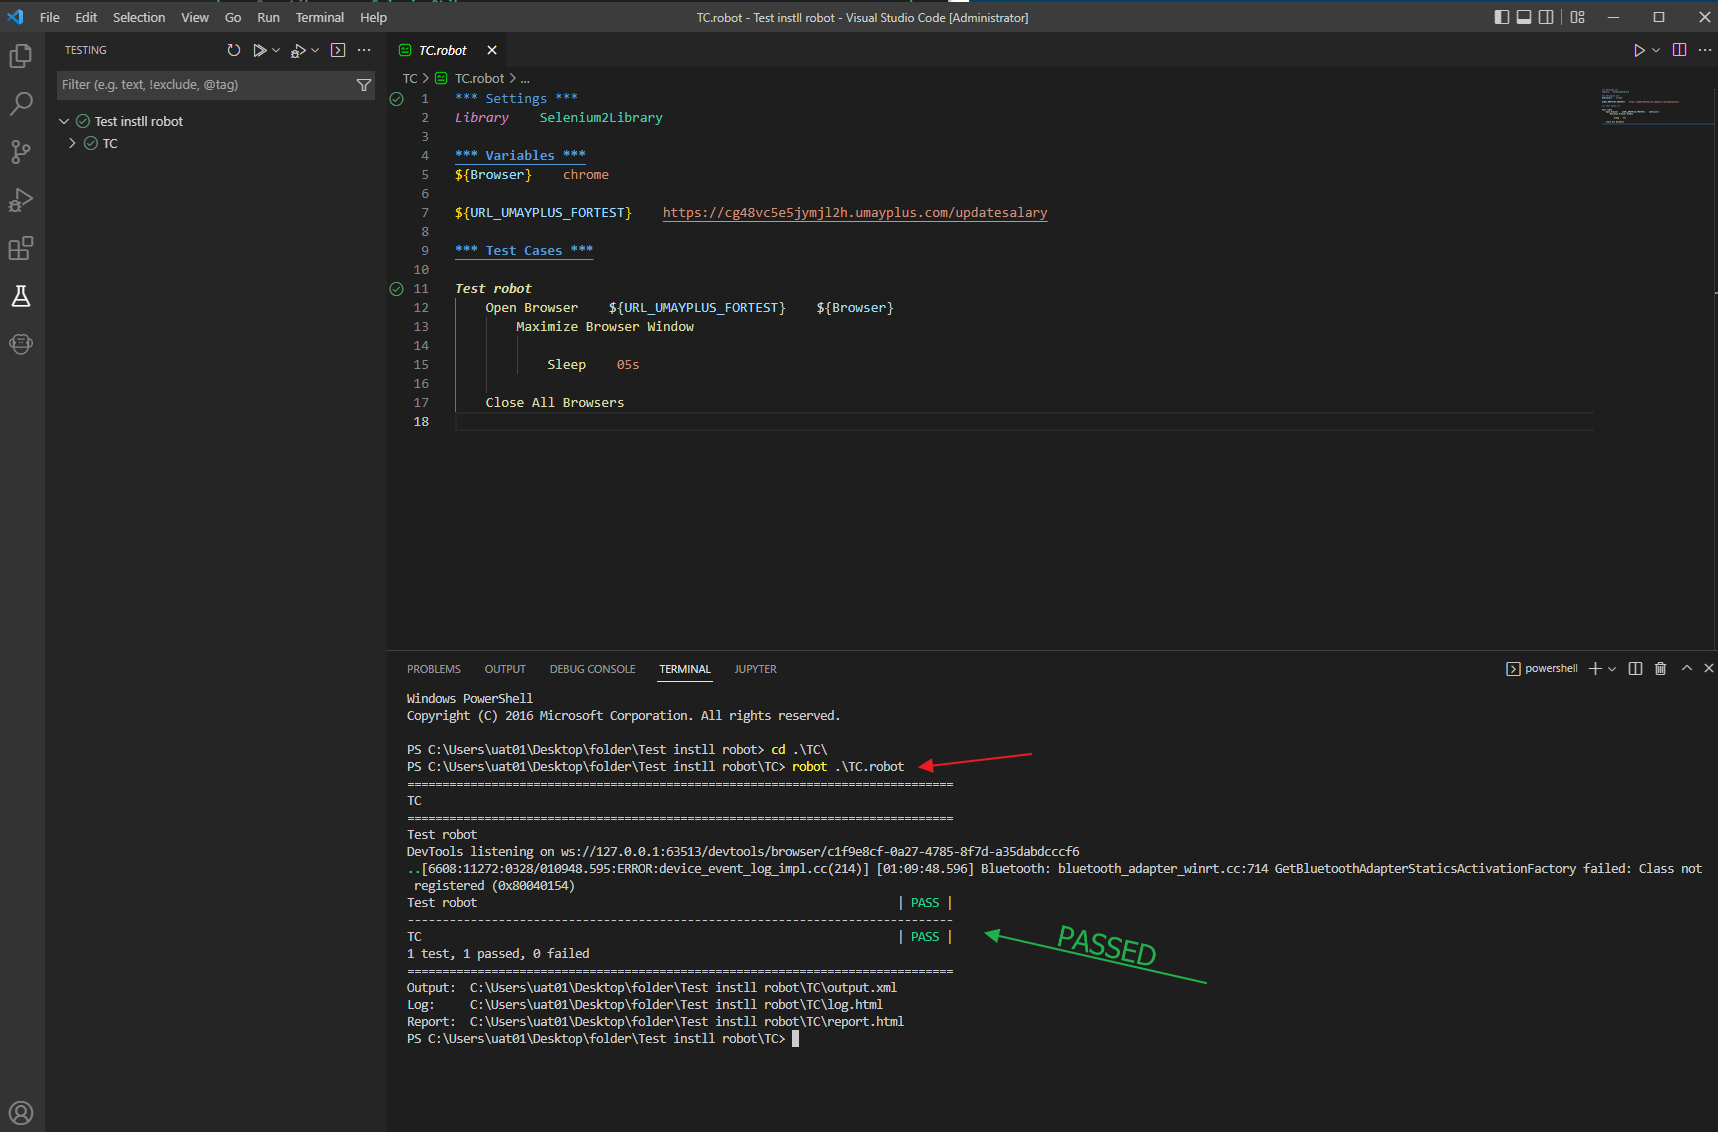 File Edit Selection View Go Run Terminal Help
TC.robot - Test instll robot - Visual Studio Code [Administrator]
TESTING
Filter (e.g. text, !exclude, @tag)
Test instll robot
TC
TC.robot
TC > TC.robot > ...
1 *** Settings ***
2 Library Selenium2Library
3
4 *** Variables ***
5 ${Browser} chrome
6
7 ${URL_UMAYPLUS_FORTEST} https://cg48vc5e5jymjl2h.umayplus.com/updatesalary
8
9 *** Test Cases ***
10
11 Test robot
12 Open Browser ${URL_UMAYPLUS_FORTEST} ${Browser}
13 Maximize Browser Window
14
15 Sleep 05s
16
17 Close All Browsers
18
PROBLEMS OUTPUT DEBUG CONSOLE TERMINAL JUPYTER
powershell
Windows PowerShell
Copyright (C) 2016 Microsoft Corporation. All rights reserved.
PS C:\Users\uat01\Desktop\folder\Test instll robot> cd .\TC\
PS C:\Users\uat01\Desktop\folder\Test instll robot\TC> robot .\TC.robot
==============================================================================
TC
==============================================================================
Test robot
DevTools listening on ws://127.0.0.1:63513/devtools/browser/c1f9e8cf-0a27-4785-8f7d-a35dabdcccf6
..[6608:11272:0328/010948.595:ERROR:device_event_log_impl.cc(214)] [01:09:48.596] Bluetooth: bluetooth_adapter_winrt.cc:714 GetBluetoothAdapterStaticsActivationFactory failed: Class not
registered (0x80040154)
Test robot | PASS |
------------------------------------------------------------------------------
TC | PASS |
PASSED
1 test, 1 passed, 0 failed
==============================================================================
Output: C:\Users\uat01\Desktop\folder\Test instll robot\TC\output.xml
Log: C:\Users\uat01\Desktop\folder\Test instll robot\TC\log.html
Report: C:\Users\uat01\Desktop\folder\Test instll robot\TC\report.html
PS C:\Users\uat01\Desktop\folder\Test instll robot\TC>